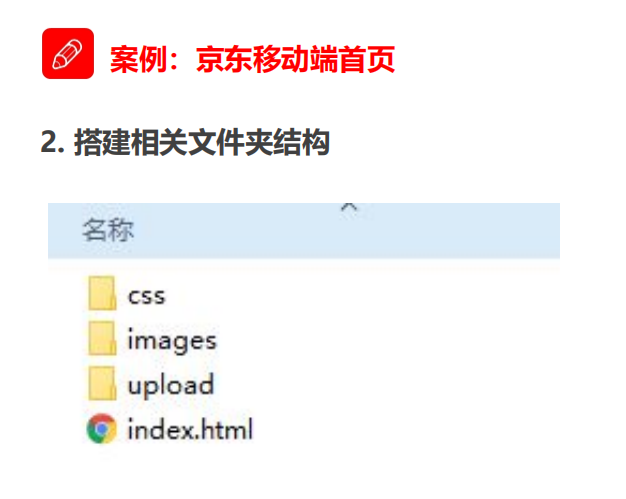 案例：京东移动端首页
2. 搭建相关文件夹结构
名称
css
images
upload
index.html